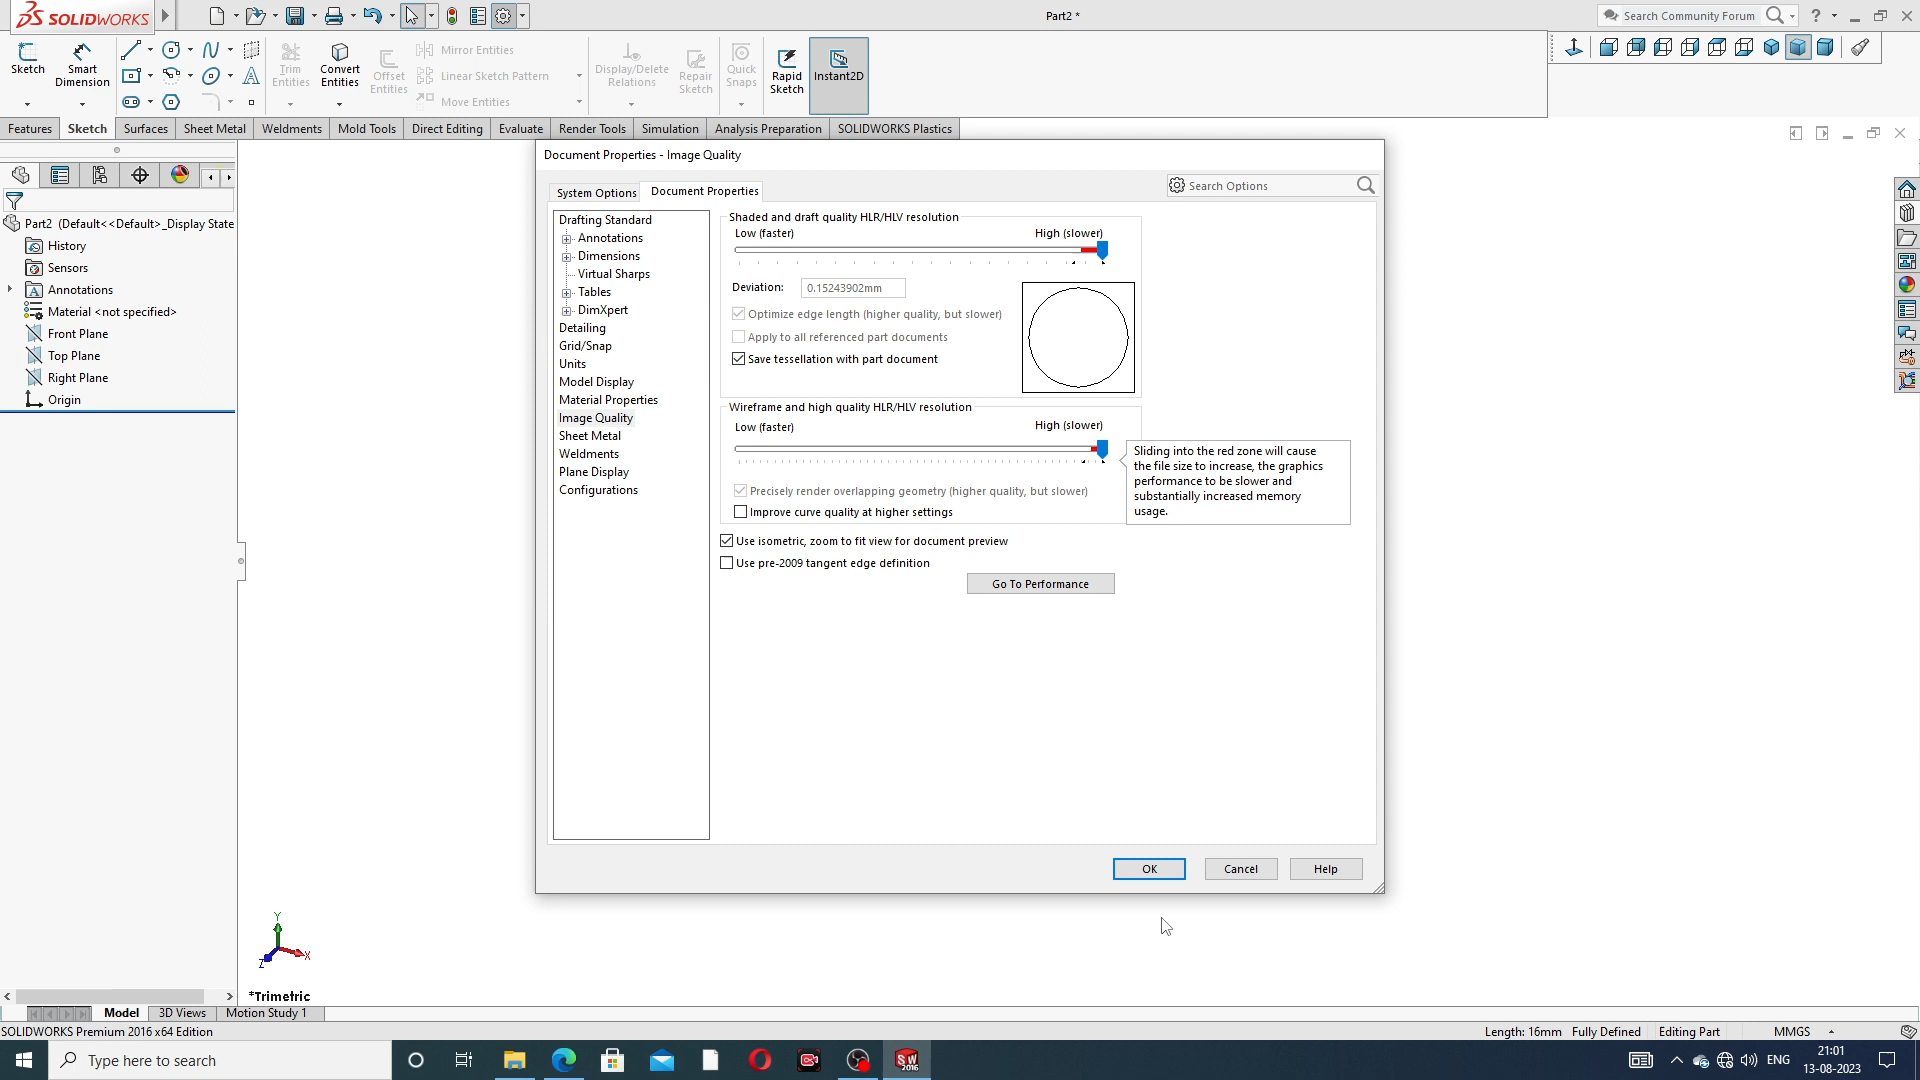 SOLIDWORKS
Part2 *
Search Community Forum
?
Sketch
Smart
Dimension
Trim
Entities
Convert
Entities
Offset
Entities
Mirror Entities
Linear Sketch Pattern
Move Entities
Display/Delete
Relations
Repair
Sketch
Quick
Snaps
Rapid
Sketch
Instant2D
Features
Sketch
Surfaces
Sheet Metal
Weldments
Mold Tools
Direct Editing
Evaluate
Render Tools
Simulation
Analysis Preparation
SOLIDWORKS Plastics
Part2 (Default<<Default>_Display State
History
Sensors
Annotations
Material <not specified>
Front Plane
Top Plane
Right Plane
Origin
Document Properties - Image Quality
System Options
Document Properties
Search Options
Drafting Standard
Annotations
Dimensions
Virtual Sharps
Tables
DimXpert
Detailing
Grid/Snap
Units
Model Display
Material Properties
Image Quality
Sheet Metal
Weldments
Plane Display
Configurations
Shaded and draft quality HLR/HLV resolution
Low (faster)
High (slower)
Deviation:
0.15243902mm
Optimize edge length (higher quality, but slower)
Apply to all referenced part documents
Save tessellation with part document
Wireframe and high quality HLR/HLV resolution
Low (faster)
High (slower)
Precisely render overlapping geometry (higher quality, but slower)
Improve curve quality at higher settings
Sliding into the red zone will cause
the file size to increase, the graphics
performance to be slower and
substantially increased memory
usage.
Use isometric, zoom to fit view for document preview
Use pre-2009 tangent edge definition
Go To Performance
OK
Cancel
Help
Y
X
Z
*Trimetric
Model
3D Views
Motion Study 1
SOLIDWORKS Premium 2016 x64 Edition
Length: 16mm
Fully Defined
Editing Part
MMGS
Type here to search
SW
2016
ENG
21:01
13-08-2023